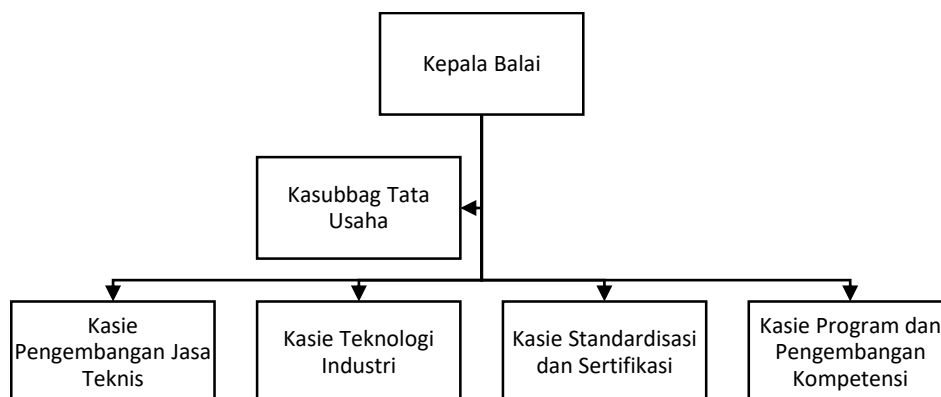 Kepala Balai
Kasubbag Tata
Usaha
Kasie
Pengembangan Jasa
Teknis
Kasie Teknologi
Industri
Kasie Standardisasi
dan Sertifikasi
Kasie Program dan
Pengembangan
Kompetensi